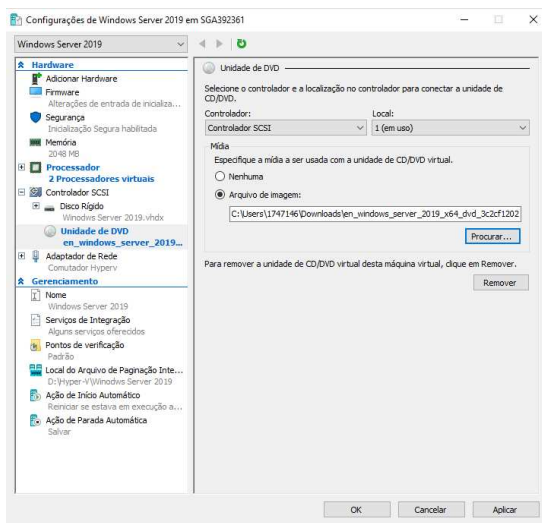 Configurações de Windows Server 2019 em SGA392361
Windows Server 2019
Hardware
Adicionar Hardware
Firmware
Alterações de entrada de inicializa...
Segurança
Inicialização Segura habilitada
Memória
2048 MB
Processador
2 Processadores virtuais
Controlador SCSI
Disco Rígido
Winodws Server 2019.vhdx
Unidade de DVD
en_windows_server_2019...
Adaptador de Rede
Comutador Hyperv
Gerenciamento
Nome
Windows Server 2019
Serviços de Integração
Alguns serviços oferecidos
Pontos de verificação
Padrão
Local do Arquivo de Paginação Inte...
D:\Hyper-V\Winodws Server 2019
Ação de Início Automático
Reiniciar se estava em execução a...
Ação de Parada Automática
Salvar
Unidade de DVD
Selecione o controlador e a localização no controlador para conectar a unidade de
CD/DVD.
Controlador: Local:
Controlador SCSI 1 (em uso)
Mídia
Especifique a mídia a ser usada com a unidade de CD/DVD virtual.
Nenhuma
Arquivo de imagem:
C:\Users\1747146\Downloads\en_windows_server_2019_x64_dvd_3c2cf1202
Procurar...
Para remover a unidade de CD/DVD virtual desta máquina virtual, clique em Remover.
Remover
OK Cancelar Aplicar